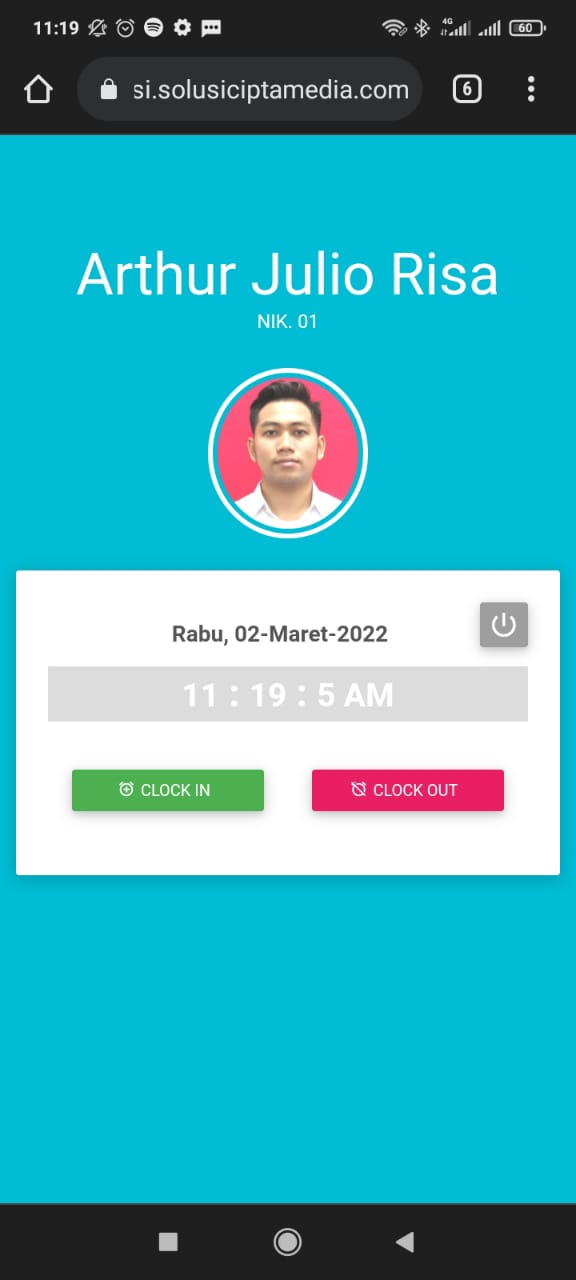 11:19 4G 60
si.solusiciptamedia.com 6
Arthur Julio Risa
NIK. 01
Rabu, 02-Maret-2022
11 : 19 : 5 AM
CLOCK IN CLOCK OUT